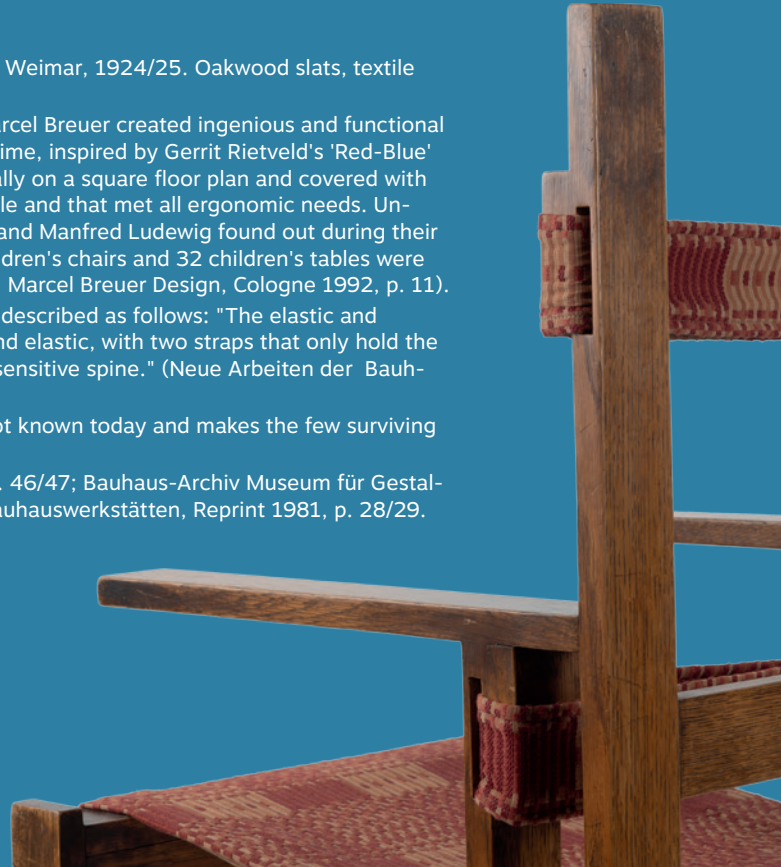 Weimar, 1924/25. Oakwood slats, textile
rcel Breuer created ingenious and functional
ime, inspired by Gerrit Rietveld's 'Red-Blue'
ally on a square floor plan and covered with
le and that met all ergonomic needs. Un-
and Manfred Ludewig found out during their
dren's chairs and 32 children's tables were
Marcel Breuer Design, Cologne 1992, p. 11).
described as follows: "The elastic and
nd elastic, with two straps that only hold the
sensitive spine." (Neue Arbeiten der Bauh-
ot known today and makes the few surviving
. 46/47; Bauhaus-Archiv Museum für Gestal-
auhauswerkstätten, Reprint 1981, p. 28/29.